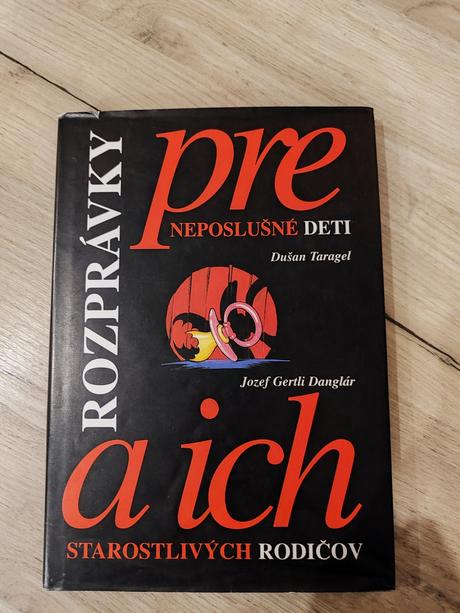 ROZPRÁVKY
pre
NEPOSLUŠNÉ DETI
Dušan Taragel
Jozef Gertli Danglár
a ich
STAROSTLIVÝCH RODIČOV